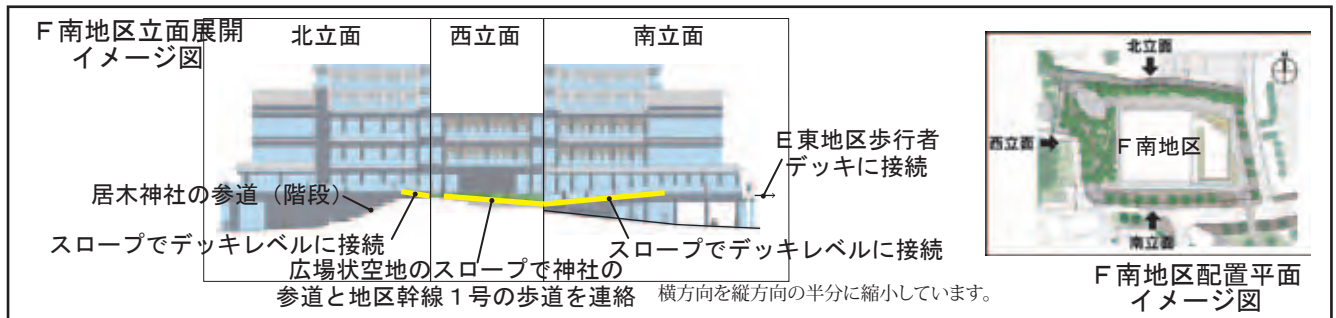 F南地区立面展開
イメージ図
北立面
西立面
南立面
E東地区歩行者
デッキに接続
居木神社の参道（階段）
スロープでデッキレベルに接続
スロープでデッキレベルに接続
広場状空地のスロープで神社の
参道と地区幹線1号の歩道を連絡
横方向を縦方向の半分に縮小しています。
北立面
西立面
F南地区
南立面
F南地区配置平面
イメージ図